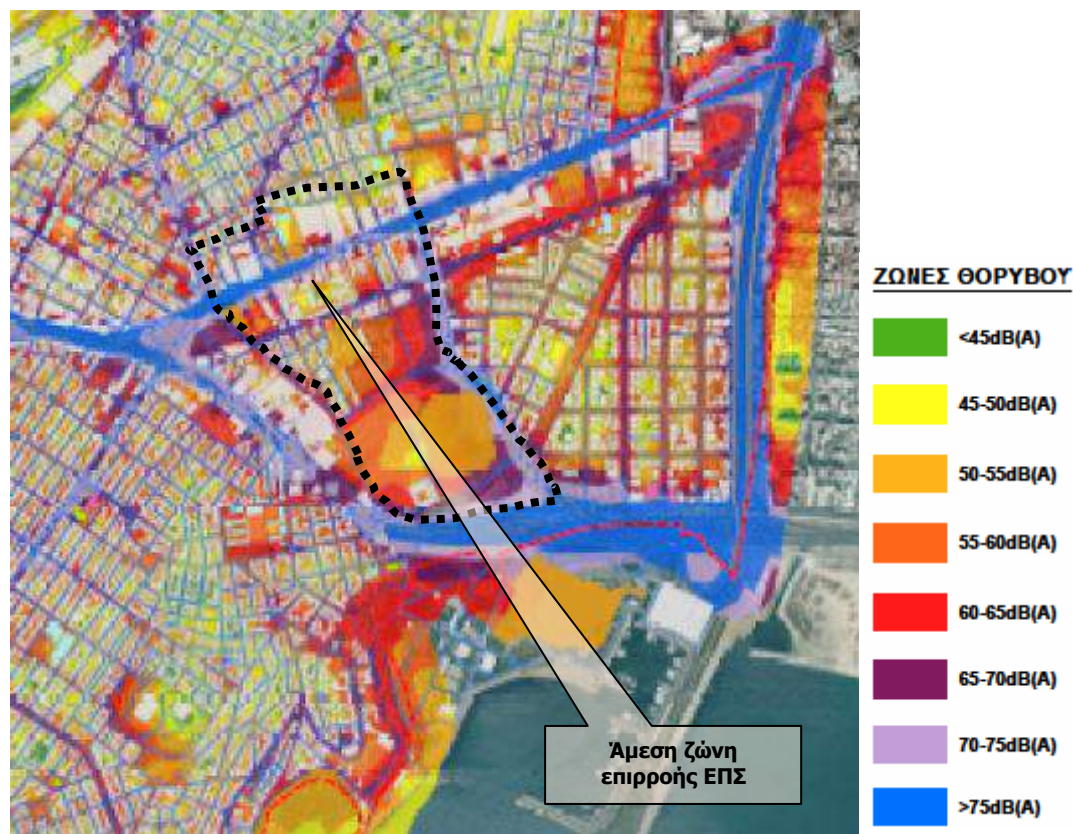 ΖΩΝΕΣ ΘΟΡΥΒΟΥ
<45dB(A)
45-50dB(A)
50-55dB(A)
55-60dB(A)
60-65dB(A)
65-70dB(A)
70-75dB(A)
>75dB(A)
Άμεση ζώνη
επιρροής ΕΠΣ